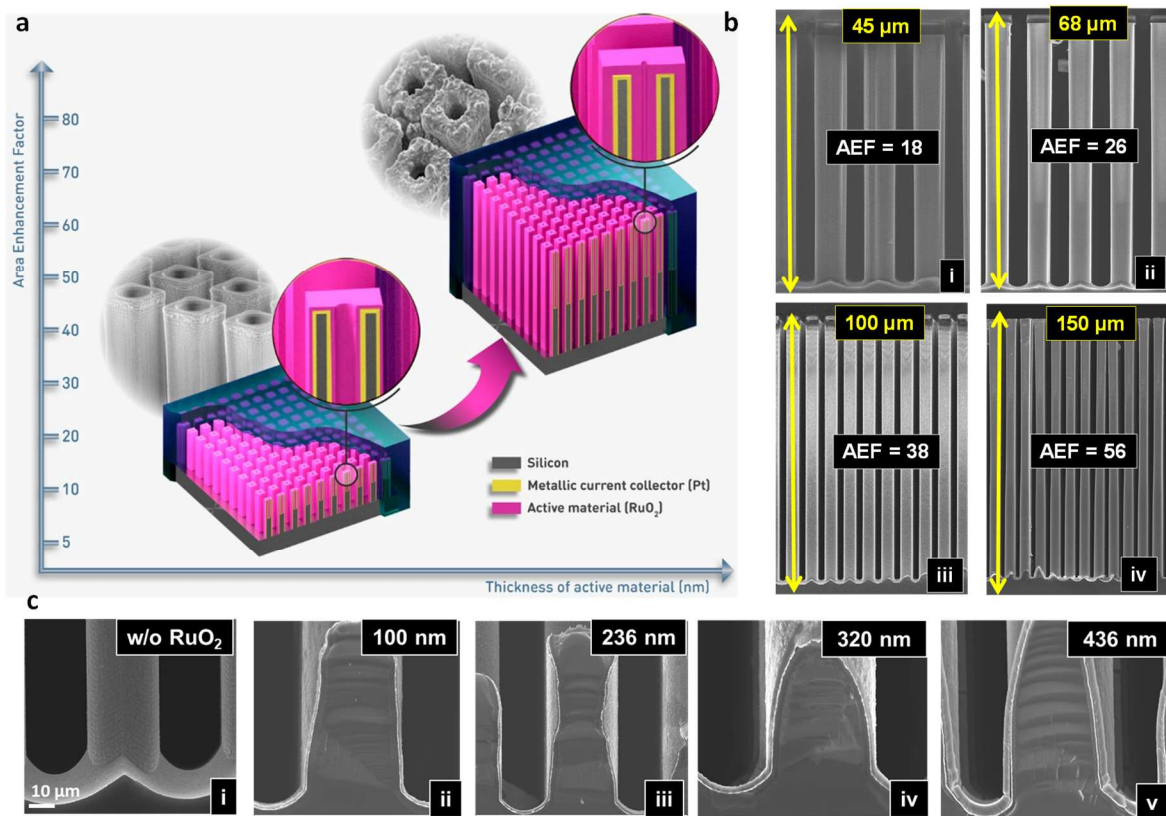 a
Area Enhancement Factor
80
70
60
50
40
30
20
10
5
Silicon
Metallic current collector (Pt)
Active material (RuO₂)
Thickness of active material (nm)
b
45 µm
AEF = 18
i
68 µm
AEF = 26
ii
100 µm
AEF = 38
iii
150 µm
AEF = 56
iv
c
w/o RuO₂
10 µm
i
100 nm
ii
236 nm
iii
320 nm
iv
436 nm
v